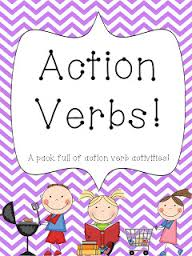 Action
Verbs!
A pack full of action verb activities!